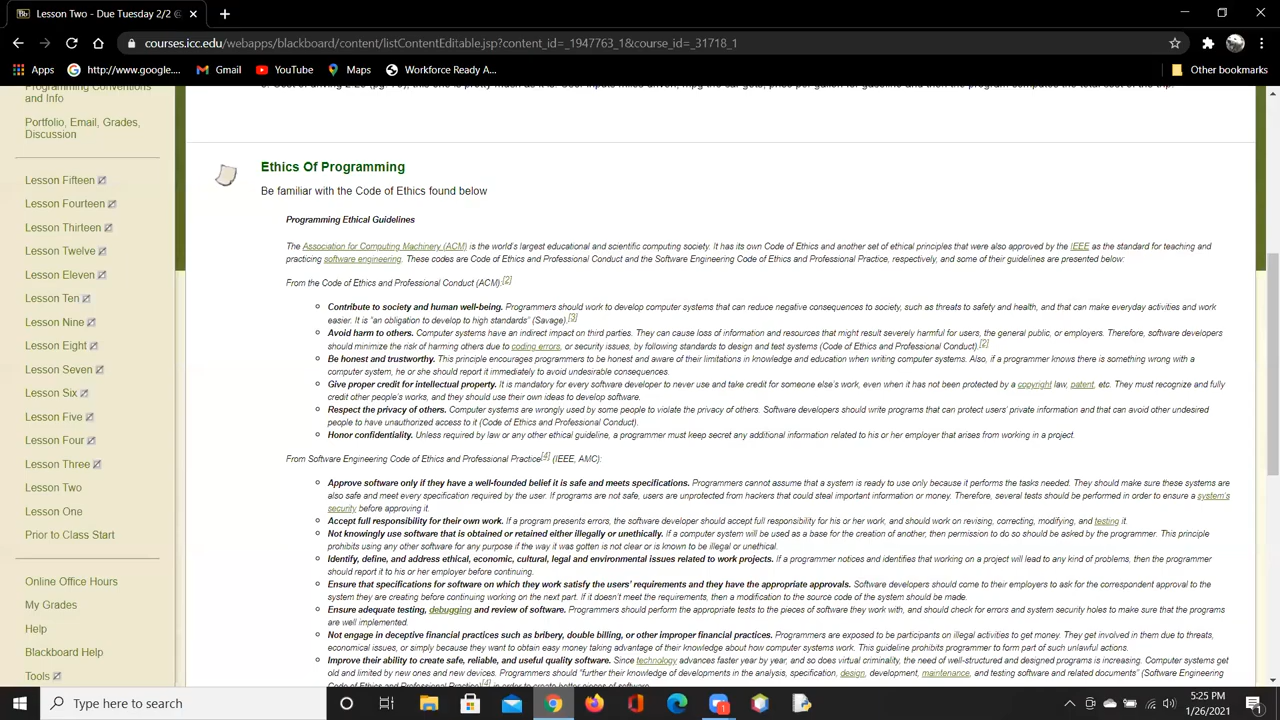 Lesson Two – Due Tuesday 2/2 @
courses.icc.edu/webapps/blackboard/content/listContentEditable.jsp?content_id=_1947763_1&course_id=_31718_1
Apps
http://www.google....
Gmail
YouTube
Maps
Workforce Ready A...
Other bookmarks
Programming Conventions
and Info
Portfolio, Email, Grades,
Discussion
Lesson Fifteen
Lesson Fourteen
Lesson Thirteen
Lesson Twelve
Lesson Eleven
Lesson Ten
Lesson Nine
Lesson Eight
Lesson Seven
Lesson Six
Lesson Five
Lesson Four
Lesson Three
Lesson Two
Lesson One
Prior to Class Start
Online Office Hours
My Grades
Help
Blackboard Help
Tools
Ethics Of Programming
Be familiar with the Code of Ethics found below
Programming Ethical Guidelines
The Association for Computing Machinery (ACM) is the world's largest educational and scientific computing society. It has its own Code of Ethics and another set of ethical principles that were also approved by the IEEE as the standard for teaching and
practicing software engineering. These codes are Code of Ethics and Professional Conduct and the Software Engineering Code of Ethics and Professional Practice, respectively, and some of their guidelines are presented below:
From the Code of Ethics and Professional Conduct (ACM):[2]
Contribute to society and human well-being. Programmers should work to develop computer systems that can reduce negative consequences to society, such as threats to safety and health, and that can make everyday activities and work
easier. It is "an obligation to develop to high standards" (Savage).[3]
Avoid harm to others. Computer systems have an indirect impact on third parties. They can cause loss of information and resources that might result severely harmful for users, the general public, or employers. Therefore, software developers
should minimize the risk of harming others due to coding errors, or security issues, by following standards to design and test systems (Code of Ethics and Professional Conduct).[2]
Be honest and trustworthy. This principle encourages programmers to be honest and aware of their limitations in knowledge and education when writing computer systems. Also, if a programmer knows there is something wrong with a
computer system, he or she should report it immediately to avoid undesirable consequences.
Give proper credit for intellectual property. It is mandatory for every software developer to never use and take credit for someone else's work, even when it has not been protected by a copyright law, patent, etc. They must recognize and fully
credit other people's works, and they should use their own ideas to develop software.
Respect the privacy of others. Computer systems are wrongly used by some people to violate the privacy of others. Software developers should write programs that can protect users' private information and that can avoid other undesired
people to have unauthorized access to it (Code of Ethics and Professional Conduct).
Honor confidentiality. Unless required by law or any other ethical guideline, a programmer must keep secret any additional information related to his or her employer that arises from working in a project.
From Software Engineering Code of Ethics and Professional Practice[4] (IEEE, AMC):
Approve software only if they have a well-founded belief it is safe and meets specifications. Programmers cannot assume that a system is ready to use only because it performs the tasks needed. They should make sure these systems are
also safe and meet every specification required by the user. If programs are not safe, users are unprotected from hackers that could steal important information or money. Therefore, several tests should be performed in order to ensure a system's
security before approving it.
Accept full responsibility for their own work. If a program presents errors, the software developer should accept full responsibility for his or her work, and should work on revising, correcting, modifying, and testing it.
Not knowingly use software that is obtained or retained either illegally or unethically. If a computer system will be used as a base for the creation of another, then permission to do so should be asked by the programmer. This principle
prohibits using any other software for any purpose if the way it was gotten is not clear or is known to be illegal or unethical.
Identify, define, and address ethical, economic, cultural, legal and environmental issues related to work projects. If a programmer notices and identifies that working on a project will lead to any kind of problems, then the programmer
should report it to his or her employer before continuing.
Ensure that specifications for software on which they work satisfy the users' requirements and they have the appropriate approvals. Software developers should come to their employers to ask for the correspondent approval to the
system they are creating before continuing working on the next part. If it doesn't meet the requirements, then a modification to the source code of the system should be made.
Ensure adequate testing, debugging and review of software. Programmers should perform the appropriate tests to the pieces of software they work with, and should check for errors and system security holes to make sure that the programs
are well implemented.
Not engage in deceptive financial practices such as bribery, double billing, or other improper financial practices. Programmers are exposed to be participants on illegal activities to get money. They get involved in them due to threats,
economical issues, or simply because they want to obtain easy money taking advantage of their knowledge about how computer systems work. This guideline prohibits programmer to form part of such unlawful actions.
Improve their ability to create safe, reliable, and useful quality software. Since technology advances faster year by year, and so does virtual criminality, the need of well-structured and designed programs is increasing. Computer systems get
old and limited by new ones and new devices. Programmers should "further their knowledge of developments in the analysis, specification, design, development, maintenance, and testing software and related documents" (Software Engineering
Code of Ethics and Professional Practice)[4] in order to create better pieces of software.
Type here to search
5:25 PM
1/26/2021